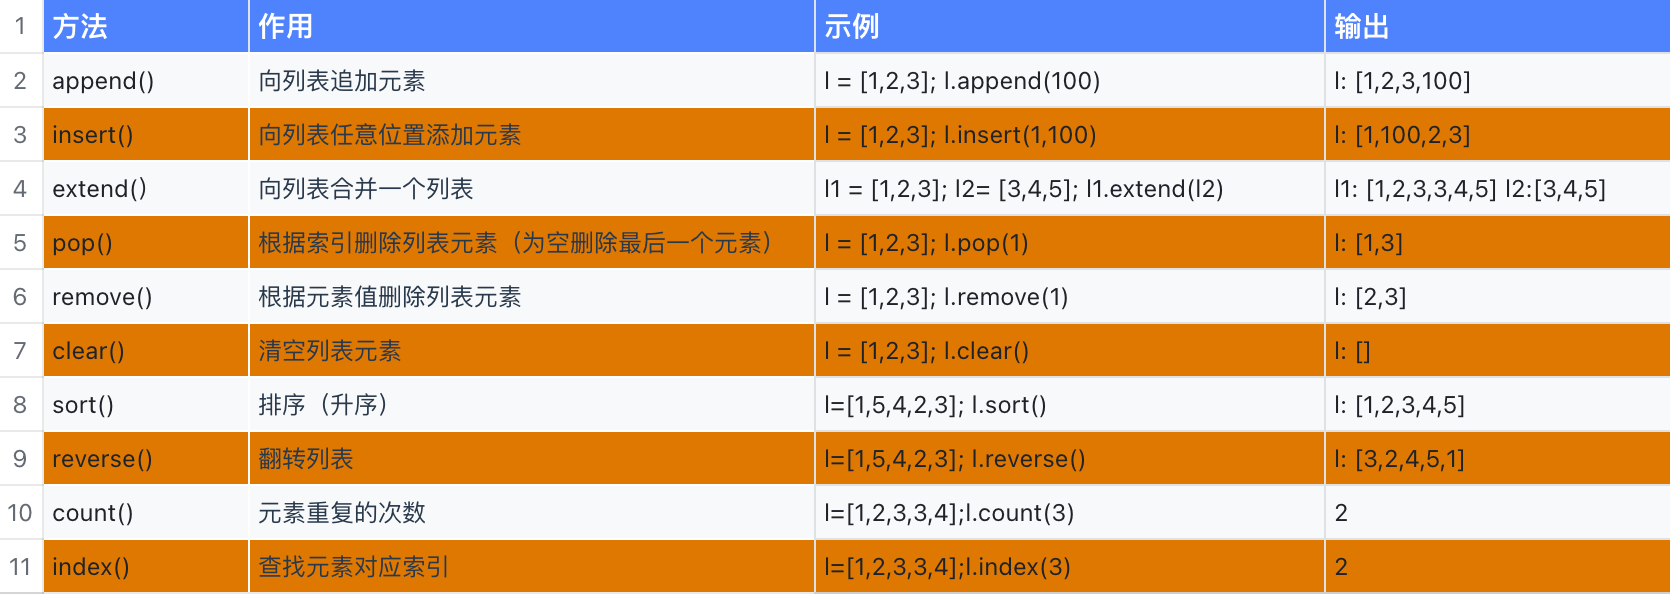 1 方法 作用 示例 输出
2 append() 向列表追加元素 l = [1,2,3]; l.append(100) l: [1,2,3,100]
3 insert() 向列表任意位置添加元素 l = [1,2,3]; l.insert(1,100) l: [1,100,2,3]
4 extend() 向列表合并一个列表 l1 = [1,2,3]; l2= [3,4,5]; l1.extend(l2) l1: [1,2,3,3,4,5] l2:[3,4,5]
5 pop() 根据索引删除列表元素（为空删除最后一个元素） l = [1,2,3]; l.pop(1) l: [1,3]
6 remove() 根据元素值删除列表元素 l = [1,2,3]; l.remove(1) l: [2,3]
7 clear() 清空列表元素 l = [1,2,3]; l.clear() l: []
8 sort() 排序（升序） l=[1,5,4,2,3]; l.sort() l: [1,2,3,4,5]
9 reverse() 翻转列表 l=[1,5,4,2,3]; l.reverse() l: [3,2,4,5,1]
10 count() 元素重复的次数 l=[1,2,3,3,4];l.count(3) 2
11 index() 查找元素对应索引 l=[1,2,3,3,4];l.index(3) 2